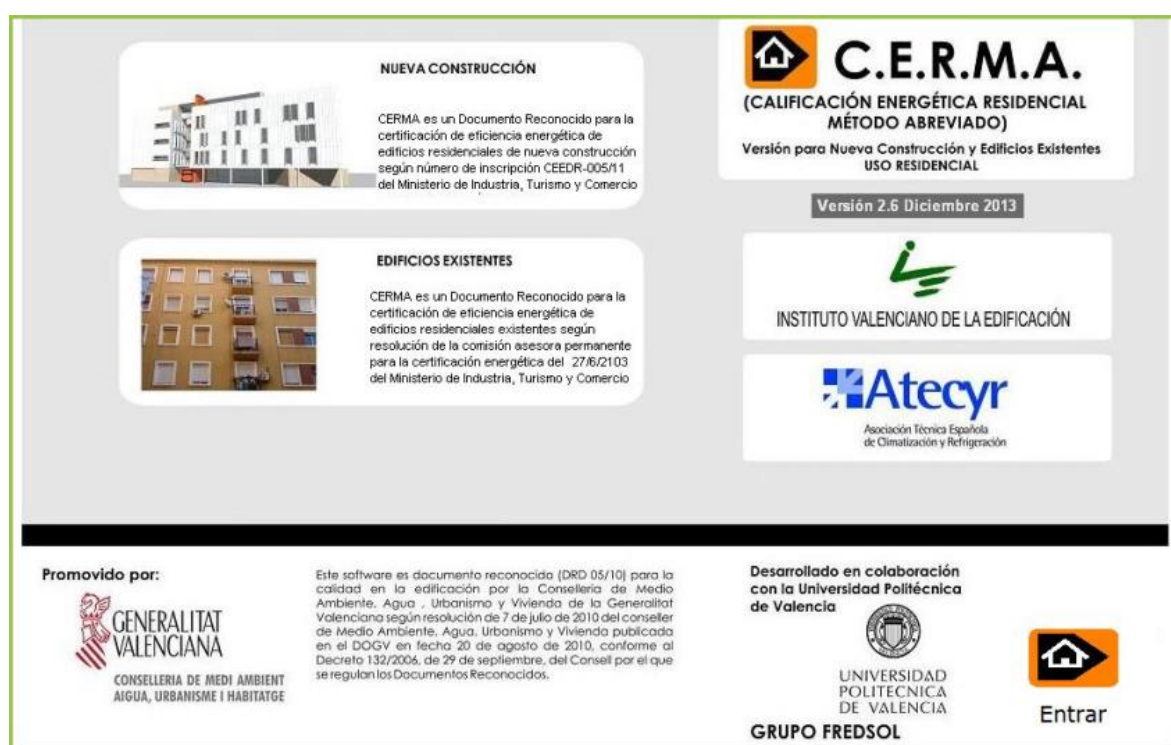 NUEVA CONSTRUCCIÓN
CERMA es un Documento Reconocido para la
certificación de eficiencia energética de
edificios residenciales de nueva construcción
según número de inscripción CEEDR-005/11
del Ministerio de Industria, Turismo y Comercio
EDIFICIOS EXISTENTES
CERMA es un Documento Reconocido para la
certificación de eficiencia energética de
edificios residenciales existentes según
resolución de la comisión asesora permanente
para la certificación energética del 27/6/2103
del Ministerio de Industria, Turismo y Comercio
C.E.R.M.A.
(CALIFICACIÓN ENERGÉTICA RESIDENCIAL
MÉTODO ABREVIADO)
Versión para Nueva Construcción y Edificios Existentes
USO RESIDENCIAL
Versión 2.6 Diciembre 2013
INSTITUTO VALENCIANO DE LA EDIFICACIÓN
Atecyr
Asociación Técnica Española
de Climatización y Refrigeración
Promovido por:
GENERALITAT
VALENCIANA
CONSELLERIA DE MEDI AMBIENT
AIGUA, URBANISME I HABITATGE
Este software es documento reconocida (DRD 05/10) para la
calidad en la edificación por la Conselleria de Medio
Ambiente, Agua , Urbanismo y Vivienda de la Generalitat
Valenciana según resolución de 7 de julio de 2010 del conseller
de Medio Ambiente, Agua, Urbanismo y Vivienda publicada
en el DOGV en fecha 20 de agosto de 2010, conforme al
Decreto 132/2006, de 29 de septiembre, del Consell por el que
se regulan los Documentos Reconocidos.
Desarrollado en colaboración
con la Universidad Politécnica
de Valencia
UNIVERSIDAD
POLITECNICA
DE VALENCIA
GRUPO FREDSOL
Entrar